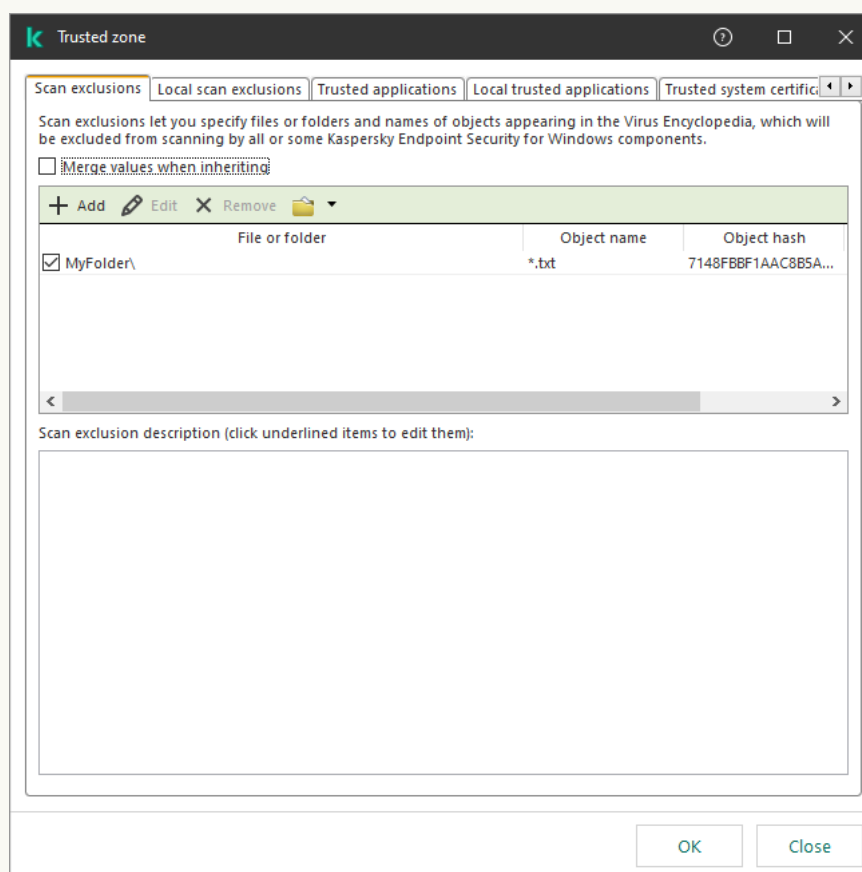 Trusted zone
Scan exclusions Local scan exclusions Trusted applications Local trusted applications Trusted system certific
Scan exclusions let you specify files or folders and names of objects appearing in the Virus Encyclopedia, which will
be excluded from scanning by all or some Kaspersky Endpoint Security for Windows components.
Merge values when inheriting
Add Edit Remove
File or folder Object name Object hash
MyFolder\ *.txt 7148FBBF1AAC8B5A...
Scan exclusion description (click underlined items to edit them):
OK Close